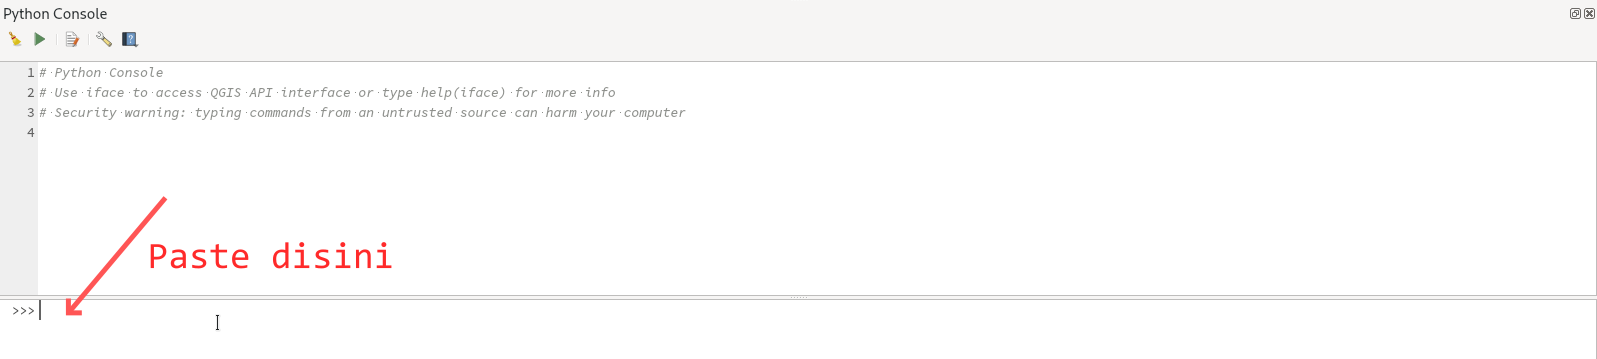 Python Console
1 # Python Console
2 # Use iface to access QGIS API interface or type help(iface) for more info
3 # Security warning: typing commands from an untrusted source can harm your computer
4
Paste disini
>>>